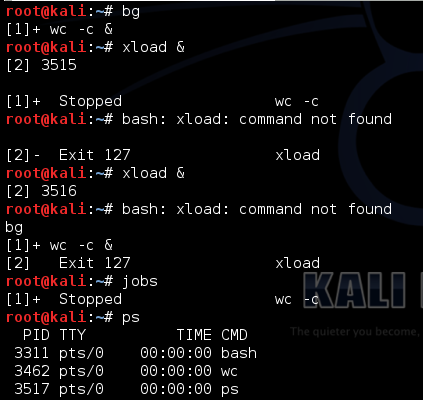 root@kali:~# bg
[1]+ wc -c &
root@kali:~# xload &
[2] 3515
[1]+  Stopped                 wc -c
root@kali:~# bash: xload: command not found
[2]-  Exit 127                xload
root@kali:~# xload &
[2] 3516
root@kali:~# bash: xload: command not found
bg
[1]+ wc -c &
[2]   Exit 127                xload
root@kali:~# jobs
[1]+  Stopped                 wc -c
root@kali:~# ps
  PID TTY          TIME CMD
 3311 pts/0    00:00:00 bash
 3462 pts/0    00:00:00 wc
 3517 pts/0    00:00:00 ps
KALI
The quieter you become,